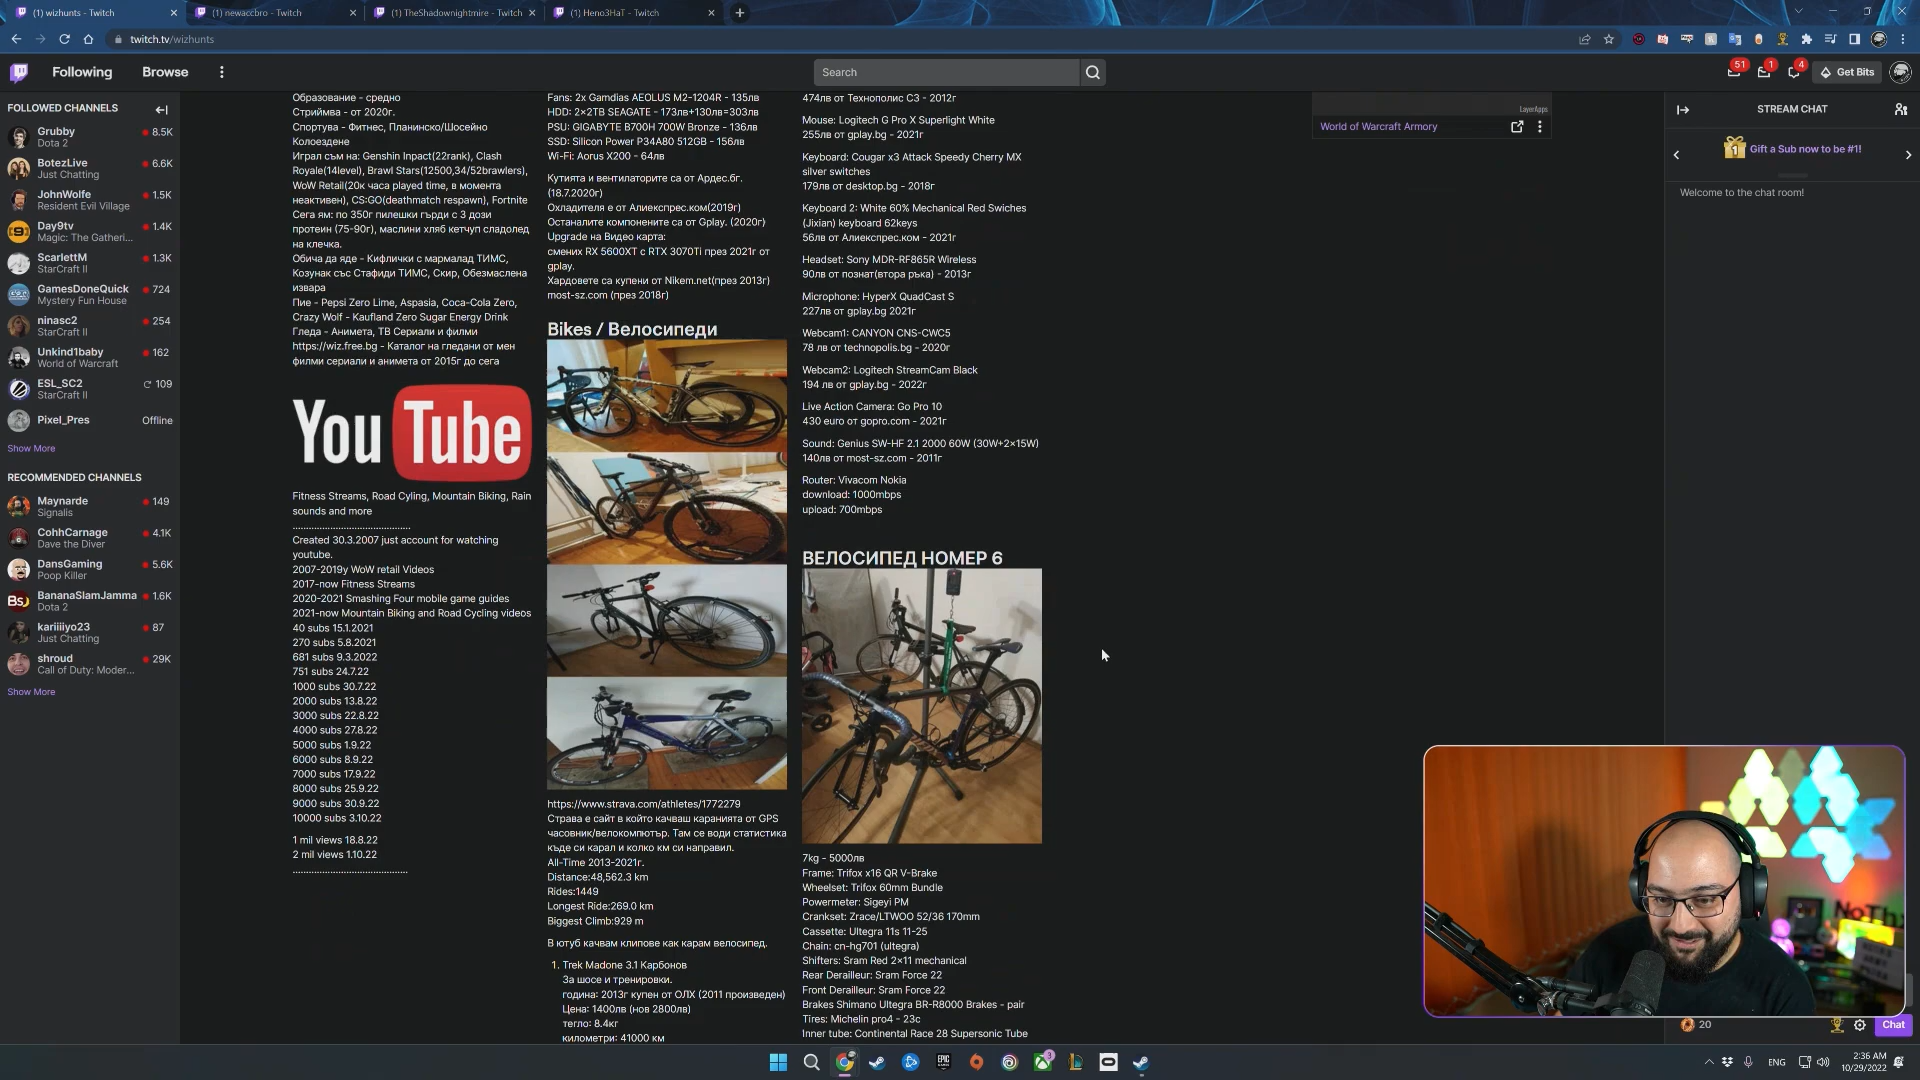 (1) wizhunts - Twitch
(1) newaccbro - Twitch
(1) TheShadownightmire - Twitch
(1) Heno3HaT - Twitch
twitch.tv/wizhunts
Following
Browse
Search
51
1
4
Get Bits
FOLLOWED CHANNELS
Grubby
8.5K
Dota 2
BotezLive
6.6K
Just Chatting
JohnWolfe
1.5K
Resident Evil Village
Day9tv
1.4K
Magic: The Gatheri...
ScarlettM
1.3K
StarCraft II
GamesDoneQuick
724
Mystery Fun House
ninasc2
254
StarCraft II
Unkind1baby
162
World of Warcraft
ESL_SC2
109
StarCraft II
Pixel_Pres
Offline
Show More
RECOMMENDED CHANNELS
Maynarde
149
Signalis
CohhCarnage
4.1K
Dave the Diver
DansGaming
5.6K
Poop Killer
BananaSlamJamma
1.6K
Dota 2
kariiiiyo23
87
Just Chatting
shroud
29K
Call of Duty: Moder...
Show More
Образование - средно
Стриймва - от 2020г.
Спортува - Фитнес, Планинско/Шосейно
Колоездене
Играл съм на: Genshin Inpact(22rank), Clash
Royale(14level), Brawl Stars(12500,34/52brawlers),
WoW Retail(20к часа played time, в момента
неактивен), CS:GO(deathmatch respawn), Fortnite
Сега ям: по 350г пилешки гърди с 3 дози
протеин (75-90г), маслини хляб кетчуп сладолед
на клечка.
Обича да яде - Кифлички с мармалад ТИМС,
Козунак със Стафиди ТИМС, Скир, Обезмаслена
извара
Пие - Pepsi Zero Lime, Aspasia, Coca-Cola Zero,
Crazy Wolf - Kaufland Zero Sugar Energy Drink
Гледа - Анимета, ТВ Сериали и филми
https://wiz.free.bg - Каталог на гледани от мен
филми сериали и анимета от 2015г до сега
You Tube
Fitness Streams, Road Cyling, Mountain Biking, Rain
sounds and more
............................................
Created 30.3.2007 just account for watching
youtube.
2007-2019y WoW retail Videos
2017-now Fitness Streams
2020-2021 Smashing Four mobile game guides
2021-now Mountain Biking and Road Cycling videos
40 subs 15.1.2021
270 subs 5.8.2021
681 subs 9.3.2022
751 subs 24.7.22
1000 subs 30.7.22
2000 subs 13.8.22
3000 subs 22.8.22
4000 subs 27.8.22
5000 subs 1.9.22
6000 subs 8.9.22
7000 subs 17.9.22
8000 subs 25.9.22
9000 subs 30.9.22
10000 subs 3.10.22
1 mil views 18.8.22
2 mil views 1.10.22
...........................................
Fans: 2x Gamdias AEOLUS M2-1204R - 135лв
HDD: 2×2TB SEAGATE - 173лв+130лв=303лв
PSU: GIGABYTE B700H 700W Bronze - 136лв
SSD: Silicon Power P34A80 512GB - 156лв
Wi-Fi: Aorus X200 - 64лв
Кутията и вентилаторите са от Ардес.бг.
(18.7.2020г)
Охладителя е от Алиекспрес.ком(2019г)
Останалите компонента са от Gplay. (2020г)
Upgrade на Видео карта:
смених RX 5600XT с RTX 3070Ti през 2021г от
gplay.
Хардовете са купени от Nikem.net(през 2013г)
most-sz.com (през 2018г)
Bikes / Велосипеди
https://www.strava.com/athletes/1772279
Страва е сайт в който качваш каранията от GPS
часовник/велокомпютър. Там се води статистика
къде си карал и колко км си направил.
All-Time 2013-2021г.
Distance:48,562.3 km
Rides:1449
Longest Ride:269.0 km
Biggest Climb:929 m
В ютуб качвам клипове как карам велосипед.
1. Trek Madone 3.1 Карбонов
За шосе и тренировки.
година: 2013г купен от ОЛХ (2011 произведен)
Цена: 1400лв (нов 2800лв)
тегло: 8.4кг
километри: 41000 км
474лв от Технополис С3 - 2012г
Mouse: Logitech G Pro X Superlight White
255лв от gplay.bg - 2021г
Keyboard: Cougar x3 Attack Speedy Cherry MX
silver switches
179лв от desktop.bg - 2018г
Keyboard 2: White 60% Mechanical Red Swiches
(Jixian) keyboard 62keys
56лв от Алиекспрес.ком - 2021г
Headset: Sony MDR-RF865R Wireless
90лв от познат(втора ръка) - 2013г
Microphone: HyperX QuadCast S
227лв от gplay.bg 2021г
Webcam1: CANYON CNS-CWC5
78 лв от technopolis.bg - 2020г
Webcam2: Logitech StreamCam Black
194 лв от gplay.bg - 2022г
Live Action Camera: Go Pro 10
430 euro от gopro.com - 2021г
Sound: Genius SW-HF 2.1 2000 60W (30W+2×15W)
140лв от most-sz.com - 2011г
Router: Vivacom Nokia
download: 1000mbps
upload: 700mbps
ВЕЛОСИПЕД НОМЕР 6
7kg - 5000лв
Frame: Trifox x16 QR V-Brake
Wheelset: Trifox 60mm Bundle
Powermeter: Sigeyi PM
Crankset: Zrace/LTWOO 52/36 170mm
Cassette: Ultegra 11s 11-25
Chain: cn-hg701 (ultegra)
Shifters: Sram Red 2×11 mechanical
Rear Derailleur: Sram Force 22
Front Derailleur: Sram Force 22
Brakes Shimano Ultegra BR-R8000 Brakes - pair
Tires: Michelin pro4 - 23c
Inner tube: Continental Race 28 Supersonic Tube
LayerApps
World of Warcraft Armory
STREAM CHAT
Gift a Sub now to be #1!
Welcome to the chat room!
20
Chat
ENG
2:36 AM
10/29/2022